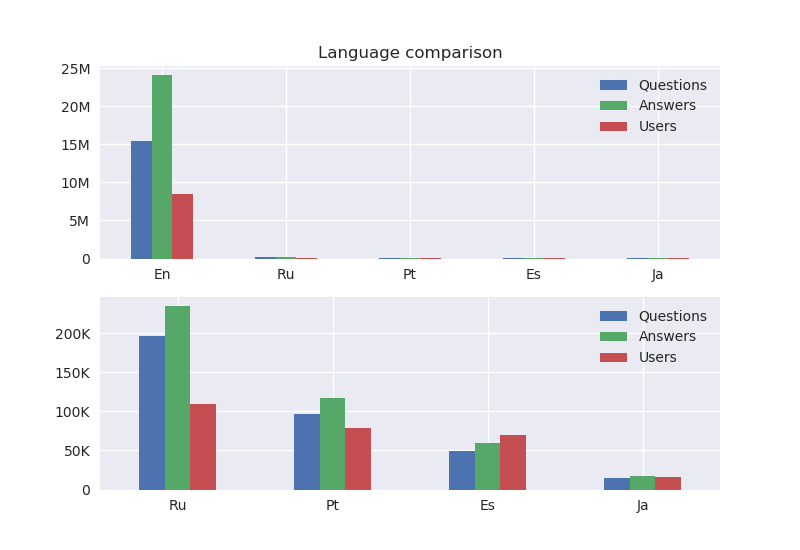 Language comparison
25M
20M
15M
10M
5M
0
Questions
Answers
Users
En Ru Pt Es Ja
200K
150K
100K
50K
0
Questions
Answers
Users
Ru Pt Es Ja